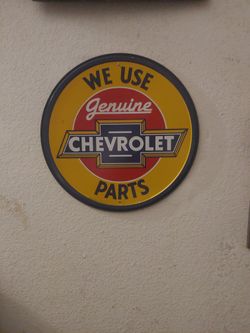 WE USE
Genuine
CHEVROLET
PARTS